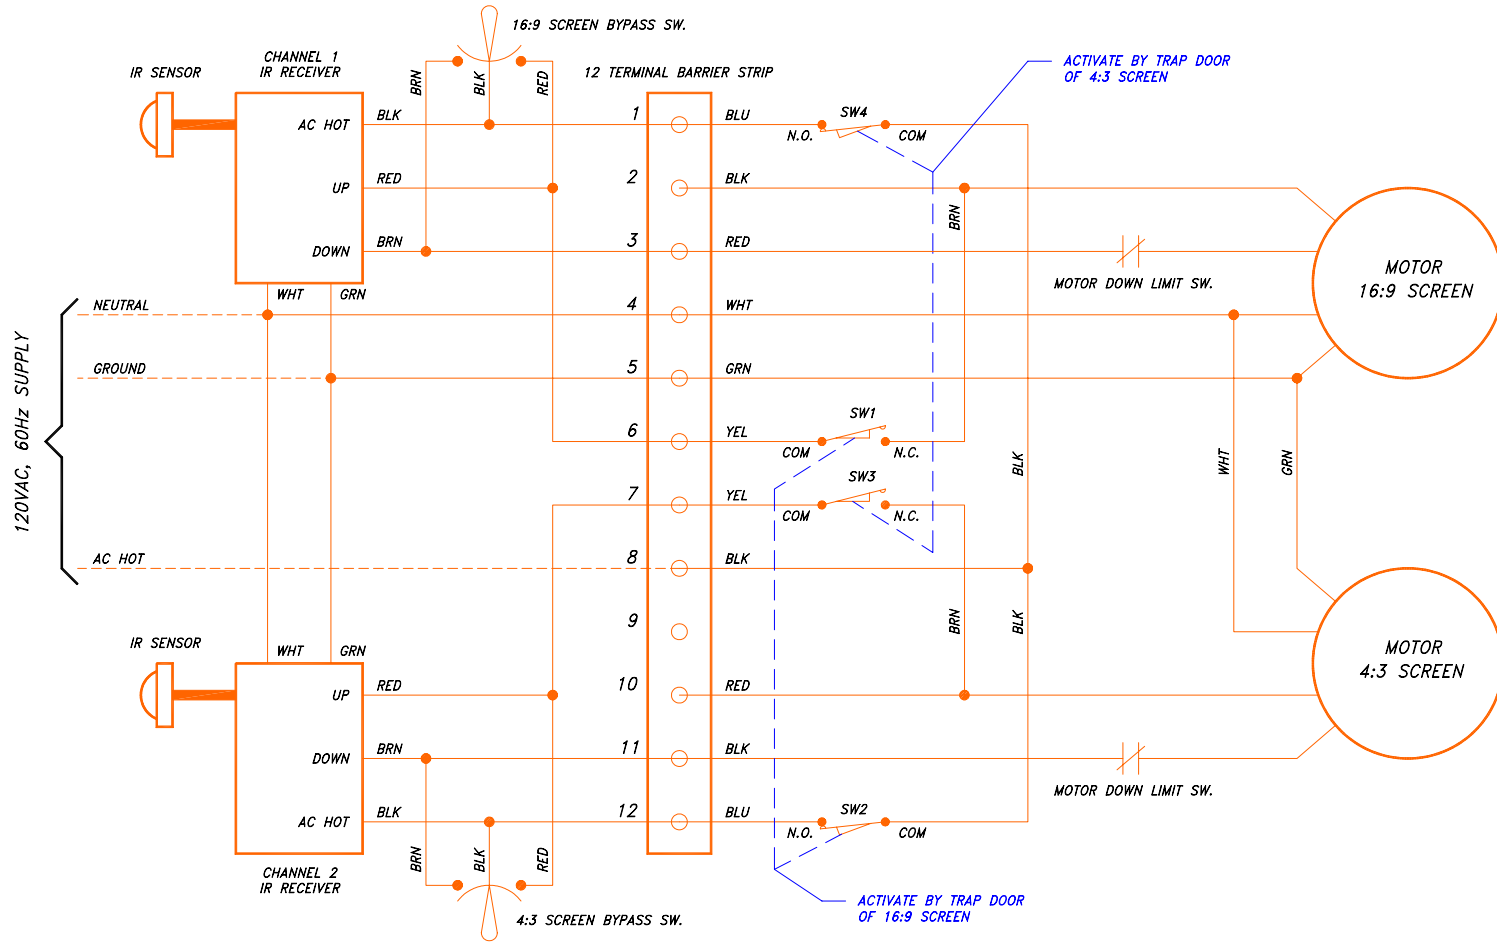 16:9 SCREEN BYPASS SW.
CHANNEL 1
IR RECEIVER
IR SENSOR
BRN
BLK
RED
12 TERMINAL BARRIER STRIP
ACTIVATE BY TRAP DOOR
OF 4:3 SCREEN
AC HOT
BLK
1
BLU
N.O.
SW4
COM
UP
RED
2
BLK
BRN
DOWN
BRN
3
RED
MOTOR DOWN LIMIT SW.
MOTOR
16:9 SCREEN
WHT
GRN
120VAC, 60Hz SUPPLY
NEUTRAL
4
WHT
GROUND
5
GRN
6
YEL
COM
SW1
N.C.
BLK
WHT
GRN
7
YEL
COM
SW3
N.C.
AC HOT
8
BLK
9
BRN
BLK
IR SENSOR
WHT
GRN
UP
RED
10
RED
MOTOR
4:3 SCREEN
DOWN
BRN
11
BLK
MOTOR DOWN LIMIT SW.
AC HOT
BLK
12
BLU
N.O.
SW2
COM
BRN
BLK
RED
CHANNEL 2
IR RECEIVER
4:3 SCREEN BYPASS SW.
ACTIVATE BY TRAP DOOR
OF 16:9 SCREEN